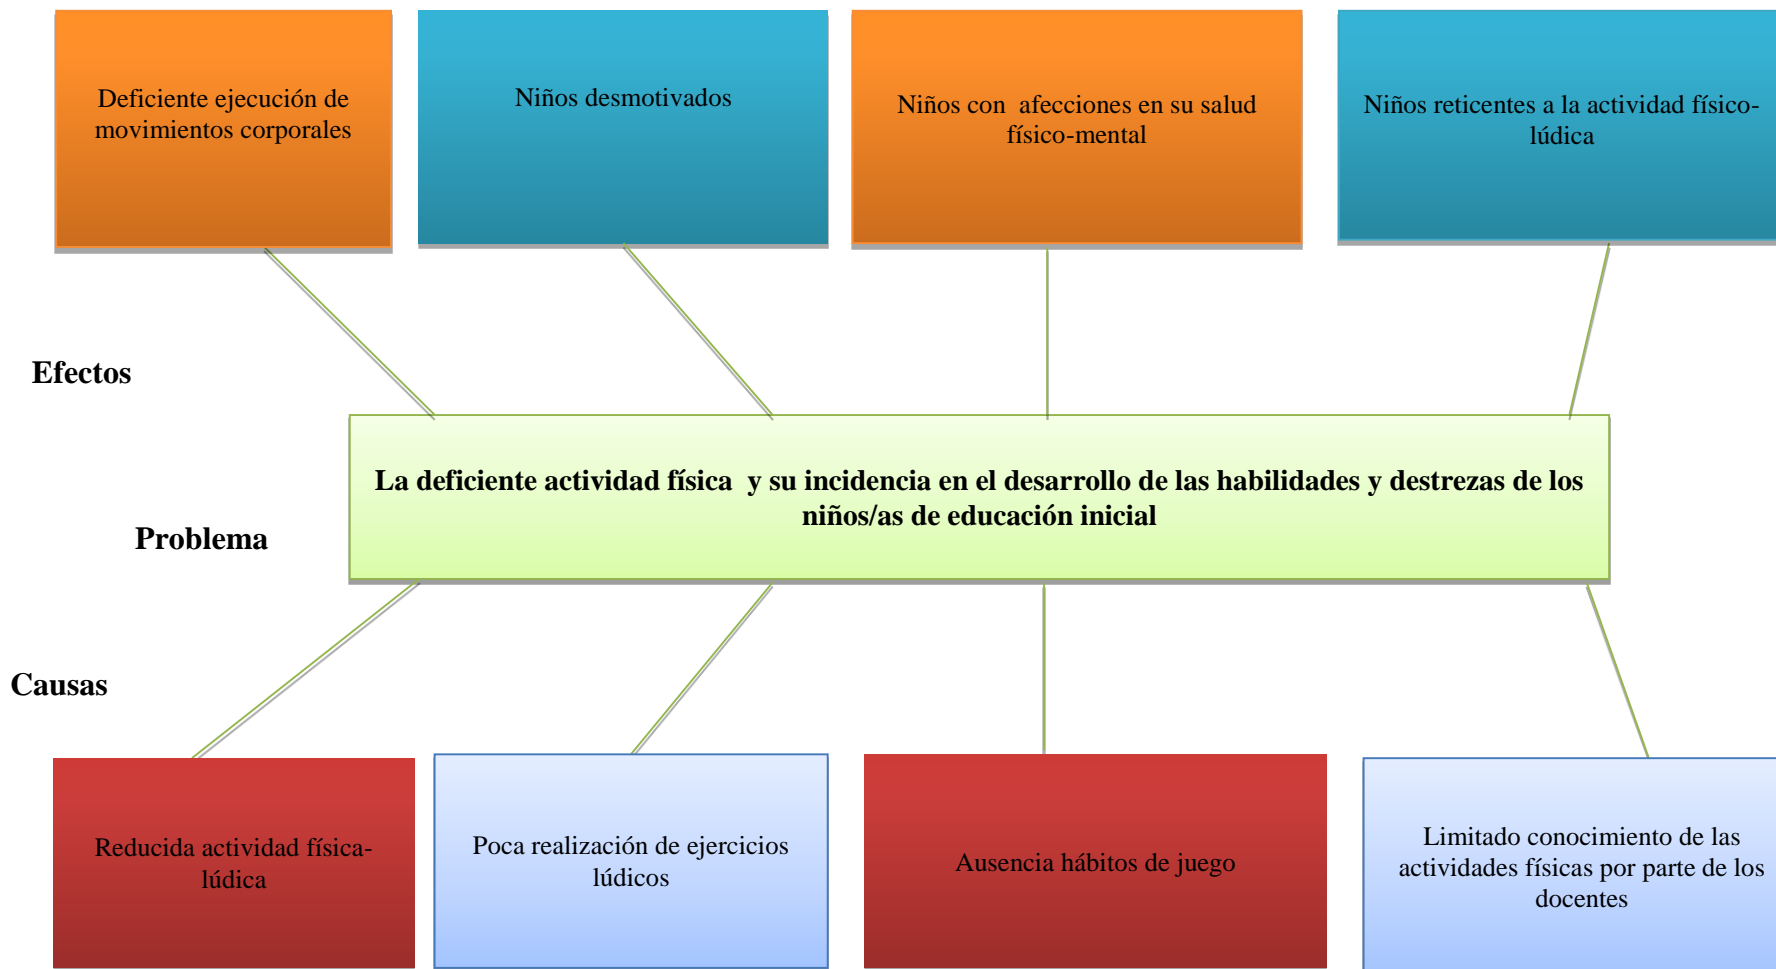 Deficiente ejecución de
movimientos corporales
Niños desmotivados
Niños con afecciones en su salud
físico-mental
Niños reticentes a la actividad físico-
lúdica
Efectos
La deficiente actividad física y su incidencia en el desarrollo de las habilidades y destrezas de los
niños/as de educación inicial
Problema
Causas
Reducida actividad física-
lúdica
Poca realización de ejercicios
lúdicos
Ausencia hábitos de juego
Limitado conocimiento de las
actividades físicas por parte de los
docentes